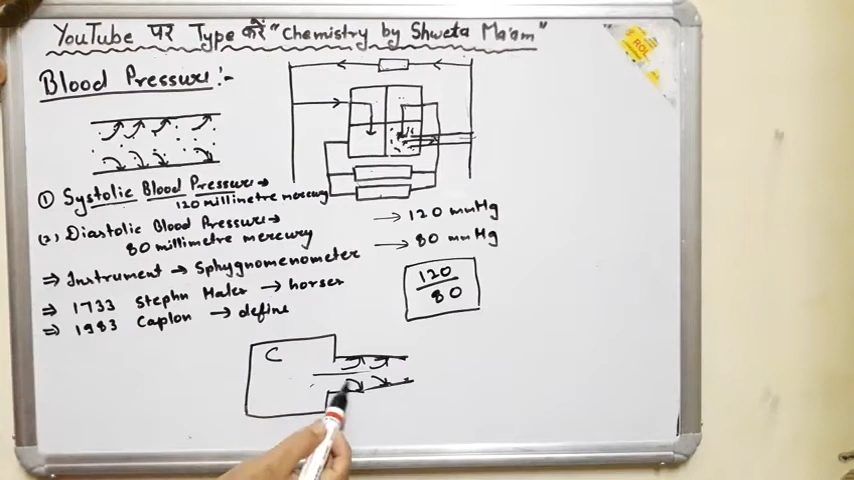 YouTube पर Type करें "Chemistry by Shweta Ma'am"
Blood Pressure :-
① Systolic Blood Pressure →
120 millimetre mercury
(2) Diastolic Blood Pressure →
80 millimetre mercury
→ 120 mmHg
→ 80 mmHg
⇒ Instrument → Sphygnomenometer
⇒ 1733 Stephn Hales → horses
⇒ 1983 Caplon → define
120
80
C